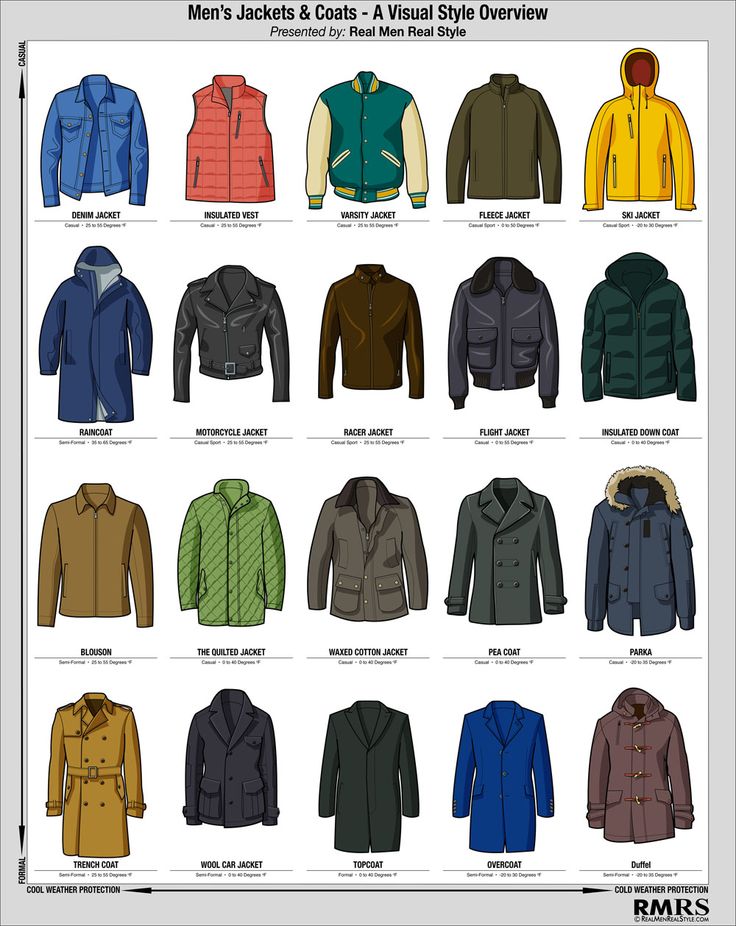 Men's Jackets & Coats - A Visual Style Overview
Presented by: Real Men Real Style
CASUAL
DENIM JACKET
Casual • 25 to 55 Degrees °F
INSULATED VEST
Casual • 25 to 55 Degrees °F
VARSITY JACKET
Casual • 25 to 55 Degrees °F
FLEECE JACKET
Casual Sport • 0 to 50 Degrees °F
SKI JACKET
Casual Sport • -20 to 30 Degrees °F
RAINCOAT
Semi-Formal • 35 to 65 Degrees °F
MOTORCYCLE JACKET
Casual Sport • 25 to 55 Degrees °F
RACER JACKET
Casual Sport • 25 to 55 Degrees °F
FLIGHT JACKET
Casual • 0 to 55 Degrees °F
INSULATED DOWN COAT
Casual • 0 to 40 Degrees °F
BLOUSON
Semi-Formal • 25 to 55 Degrees °F
THE QUILTED JACKET
Casual • 0 to 40 Degrees °F
WAXED COTTON JACKET
Casual • 0 to 40 Degrees °F
PEA COAT
Casual • 0 to 40 Degrees °F
PARKA
Casual • -20 to 35 Degrees °F
TRENCH COAT
Semi-Formal • 25 to 55 Degrees °F
WOOL CAR JACKET
Semi-Formal • 0 to 40 Degrees °F
TOPCOAT
Formal • 0 to 40 Degrees °F
OVERCOAT
Semi-Formal • -20 to 30 Degrees °F
Duffel
Semi-Formal • -20 to 35 Degrees °F
FORMAL
COOL WEATHER PROTECTION
COLD WEATHER PROTECTION
RMRS
© REALMENREALSTYLE.COM